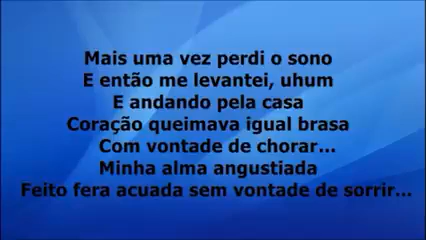 Mais uma vez perdi o sono
E então me levantei, uhum
E andando pela casa
Coração queimava igual brasa
Com vontade de chorar...
Minha alma angustiada
Feito fera acuada sem vontade de sorrir...